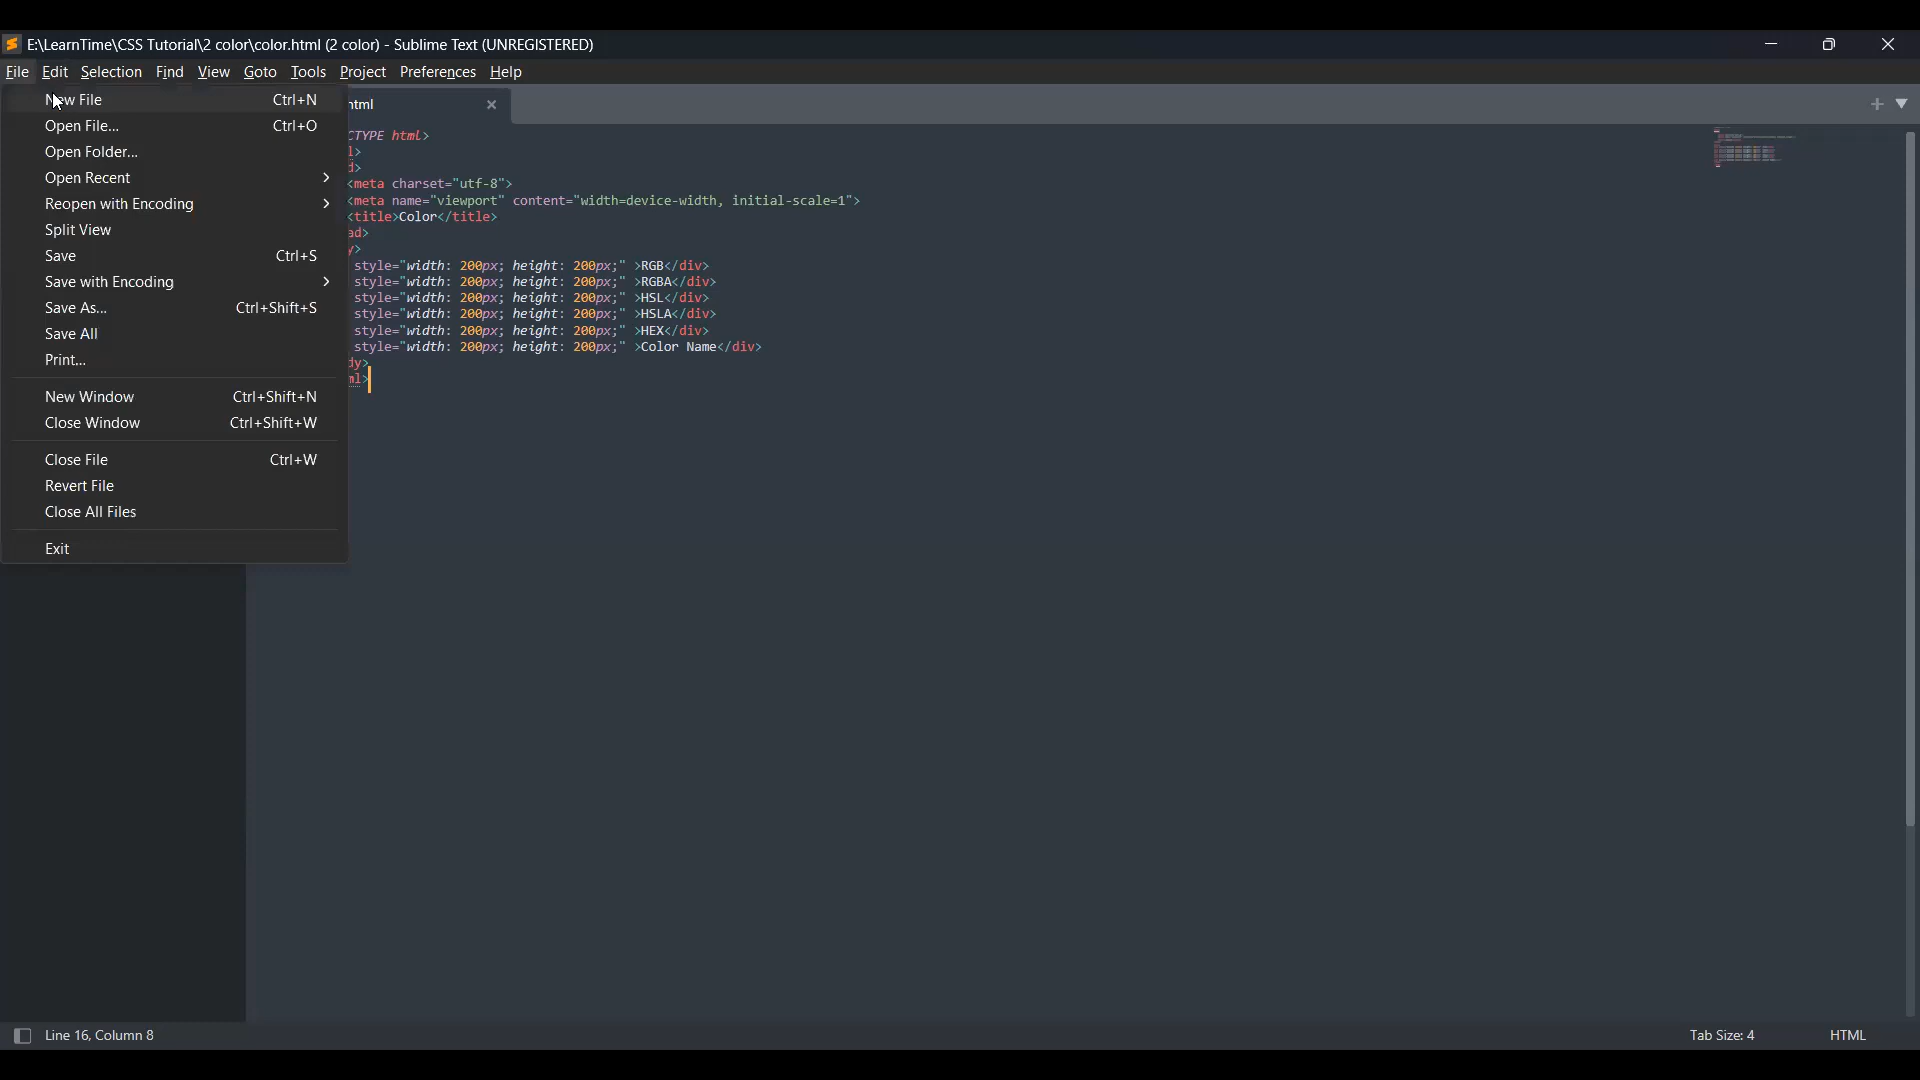 E:\LearnTime\CSS Tutorial\2 color\color.html (2 color) - Sublime Text (UNREGISTERED)
File Edit Selection Find View Goto Tools Project Preferences Help
New File Ctrl+N
Open File... Ctrl+O
Open Folder...
Open Recent
Reopen with Encoding
Split View
Save Ctrl+S
Save with Encoding
Save As... Ctrl+Shift+S
Save All
Print...
New Window Ctrl+Shift+N
Close Window Ctrl+Shift+W
Close File Ctrl+W
Revert File
Close All Files
Exit
html
CTYPE html>
l>
d>
<meta charset="utf-8">
<meta name="viewport" content="width=device-width, initial-scale=1">
<title>Color</title>
ad>
y>
style="width: 200px; height: 200px;" >RGB</div>
style="width: 200px; height: 200px;" >RGBA</div>
style="width: 200px; height: 200px;" >HSL</div>
style="width: 200px; height: 200px;" >HSLA</div>
style="width: 200px; height: 200px;" >HEX</div>
style="width: 200px; height: 200px;" >Color Name</div>
dy>
ml>
Line 16, Column 8
Tab Size: 4
HTML